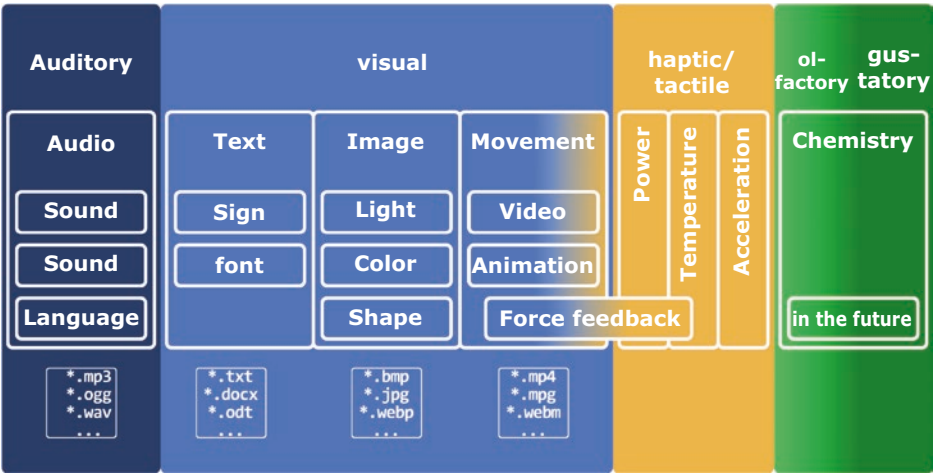 Auditory
visual
haptic/
tactile
ol-
factory
gus-
tatory
Audio
Sound
Sound
Language
Text
Sign
font
Image
Light
Color
Shape
Movement
Video
Animation
Force feedback
Power
Temperature
Acceleration
Chemistry
in the future
*.mp3
*.ogg
*.wav
...
*.txt
*.docx
*.odt
...
*.bmp
*.jpg
*.webp
...
*.mp4
*.mpg
*.webm
...